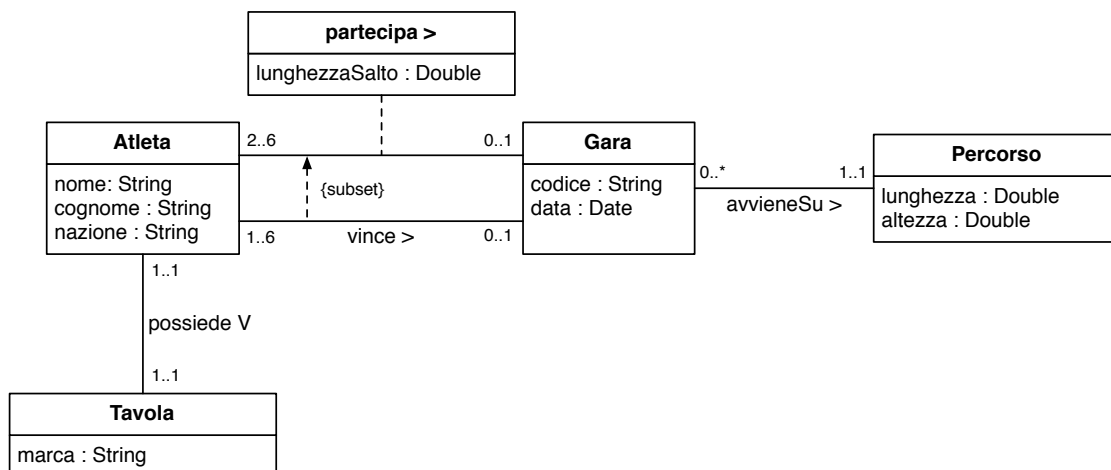 partecipa >
lunghezzaSalto : Double
Atleta
nome: String
cognome : String
nazione : String
2..6
0..1
{subset}
1..6
vince >
0..1
Gara
codice : String
data : Date
0..*
1..1
avvieneSu >
Percorso
lunghezza : Double
altezza : Double
1..1
possiede V
1..1
Tavola
marca : String